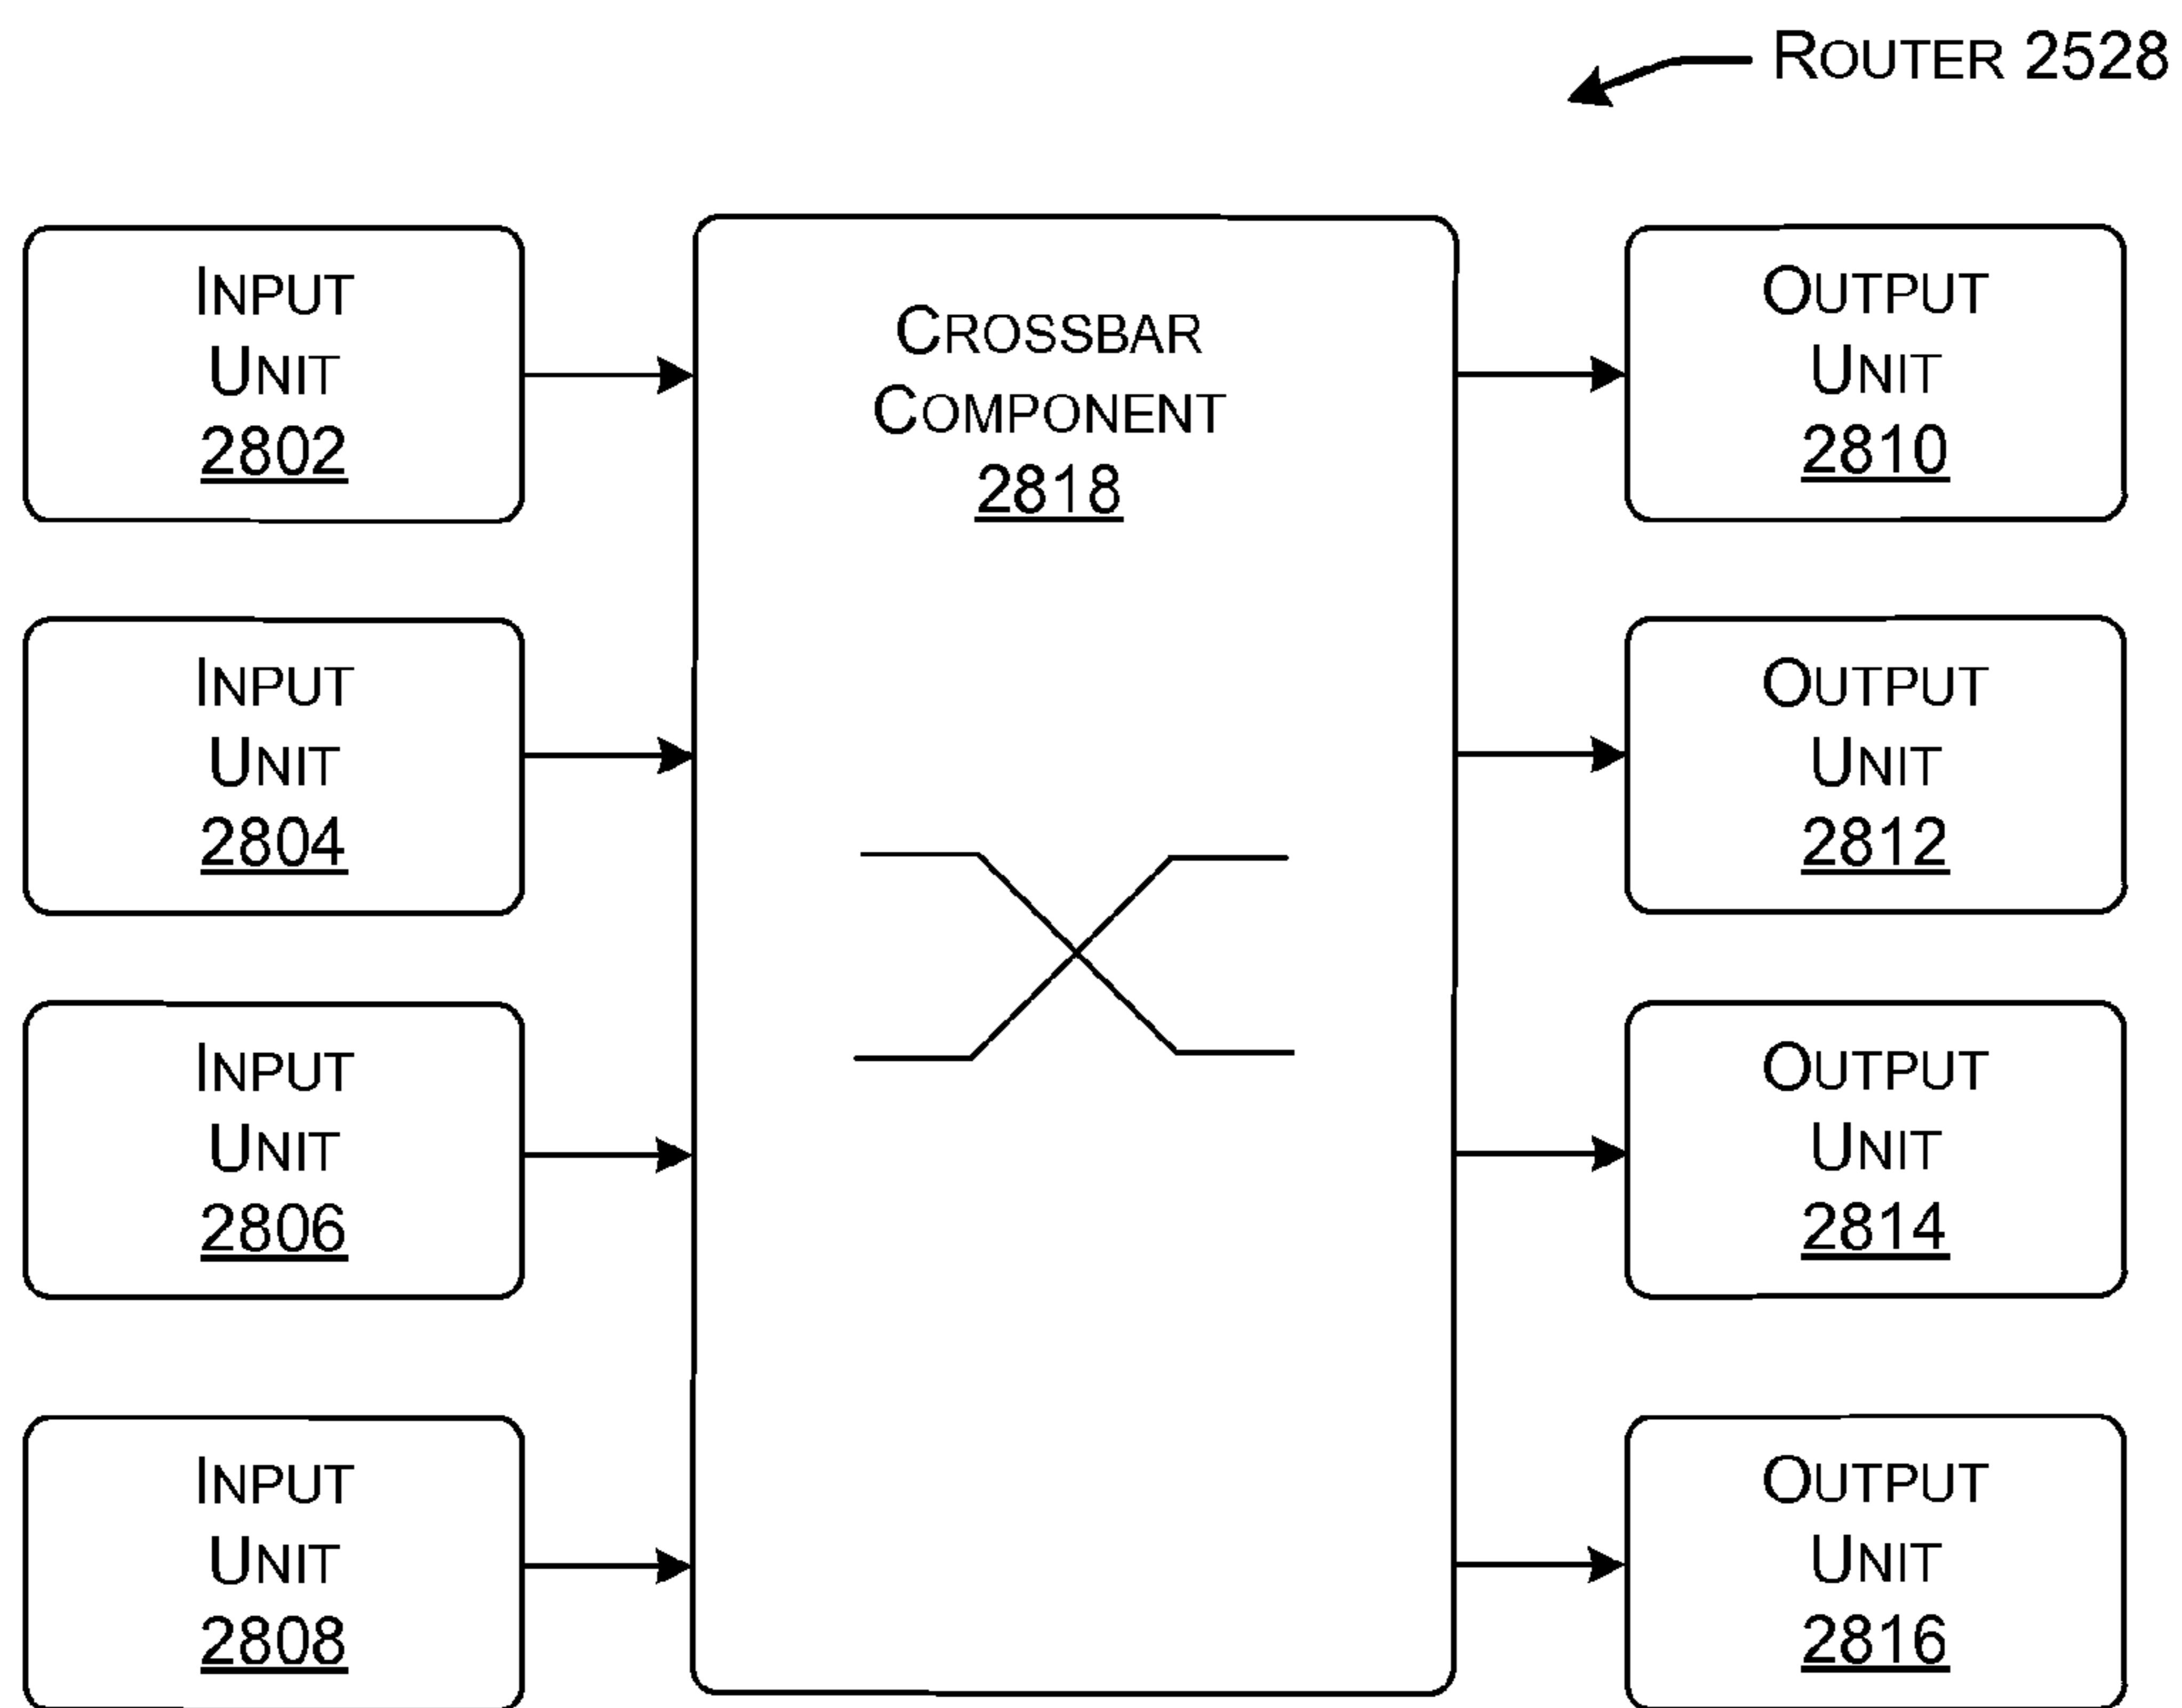 ROUTER 2528
INPUT
UNIT
2802
INPUT
UNIT
2804
INPUT
UNIT
2806
INPUT
UNIT
2808
CROSSBAR
COMPONENT
2818
OUTPUT
UNIT
2810
OUTPUT
UNIT
2812
OUTPUT
UNIT
2814
OUTPUT
UNIT
2816